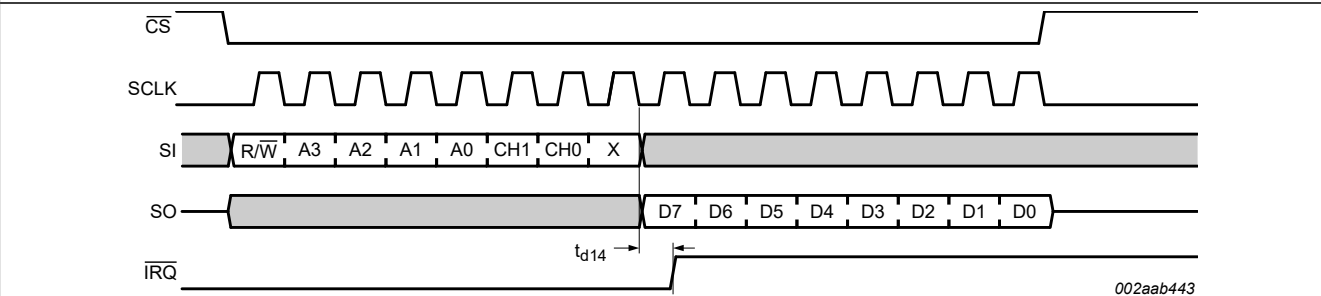 CS
SCLK
SI R/W A3 A2 A1 A0 CH1 CH0 X
SO D7 D6 D5 D4 D3 D2 D1 D0
td14
IRQ
002aab443